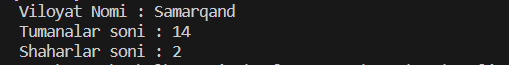 Viloyat Nomi : Samarqand
Tumanalar soni : 14
Shaharlar soni : 2